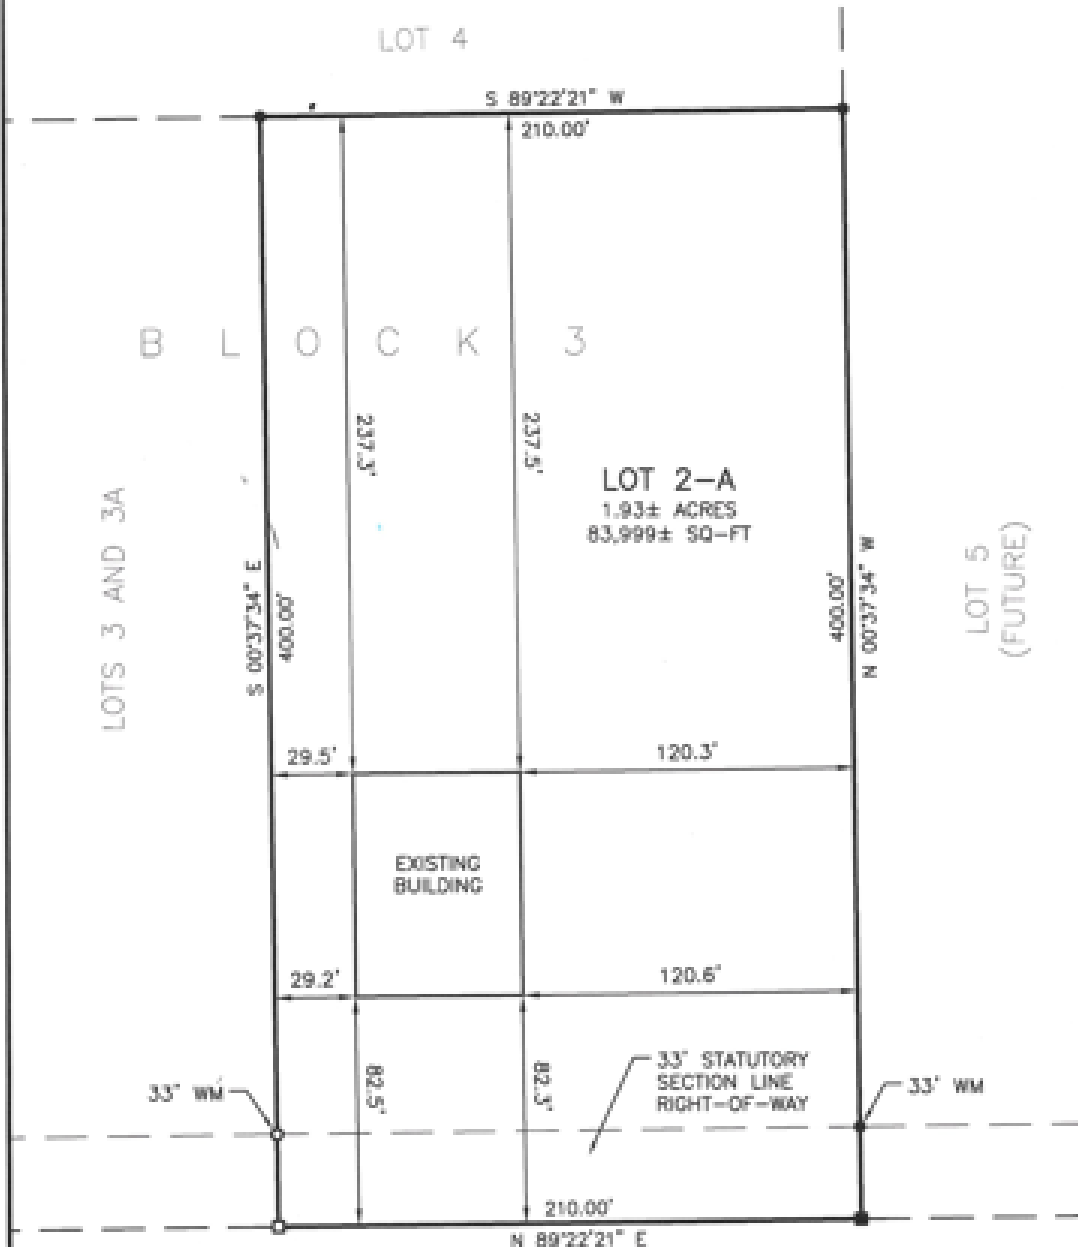 LOT 4
S 89°22'21" W
210.00'
B L O C K 3
237.3'
237.5'
LOT 2-A
1.93± ACRES
83,999± SQ-FT
LOTS 3 AND 3A
S 00°37'34" E
400.00'
400.00'
N 00°37'34" W
LOT 5
(FUTURE)
29.5'
120.3'
EXISTING
BUILDING
29.2'
120.6'
82.5'
82.3'
33' STATUTORY
SECTION LINE
RIGHT-OF-WAY
33' WM
33' WM
210.00'
N 89°22'21" E